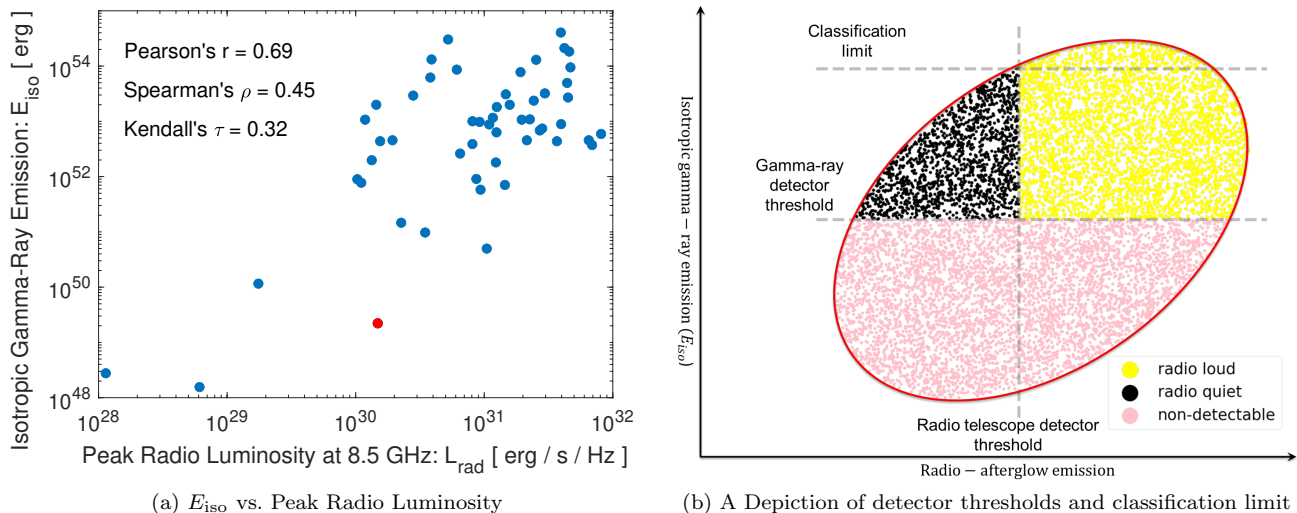 Pearson's r = 0.69
Spearman's ρ = 0.45
Kendall's τ = 0.32
Isotropic Gamma-Ray Emission: E_iso [ erg ]
10^54
10^52
10^50
10^48
10^28
10^29
10^30
10^31
10^32
Peak Radio Luminosity at 8.5 GHz: L_rad [ erg / s / Hz ]
(a) E_iso vs. Peak Radio Luminosity
Classification
limit
Gamma-ray
detector
threshold
Isotropic gamma − ray emission (E_iso)
radio loud
radio quiet
non-detectable
Radio telescope detector
threshold
Radio − afterglow emission
(b) A Depiction of detector thresholds and classification limit